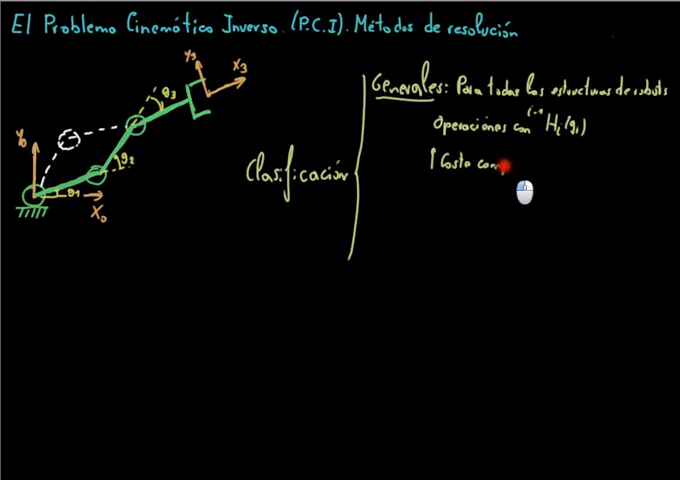 El Problema Cinemático Inverso. (P.C.I). Métodos de resolución
Y3
X3
q3
Y0
q2
q1
X0
Clasificación
Generales: Para todas las estructuras de robots
Operaciones con i-1Hi(qi)
↑ Costo comp